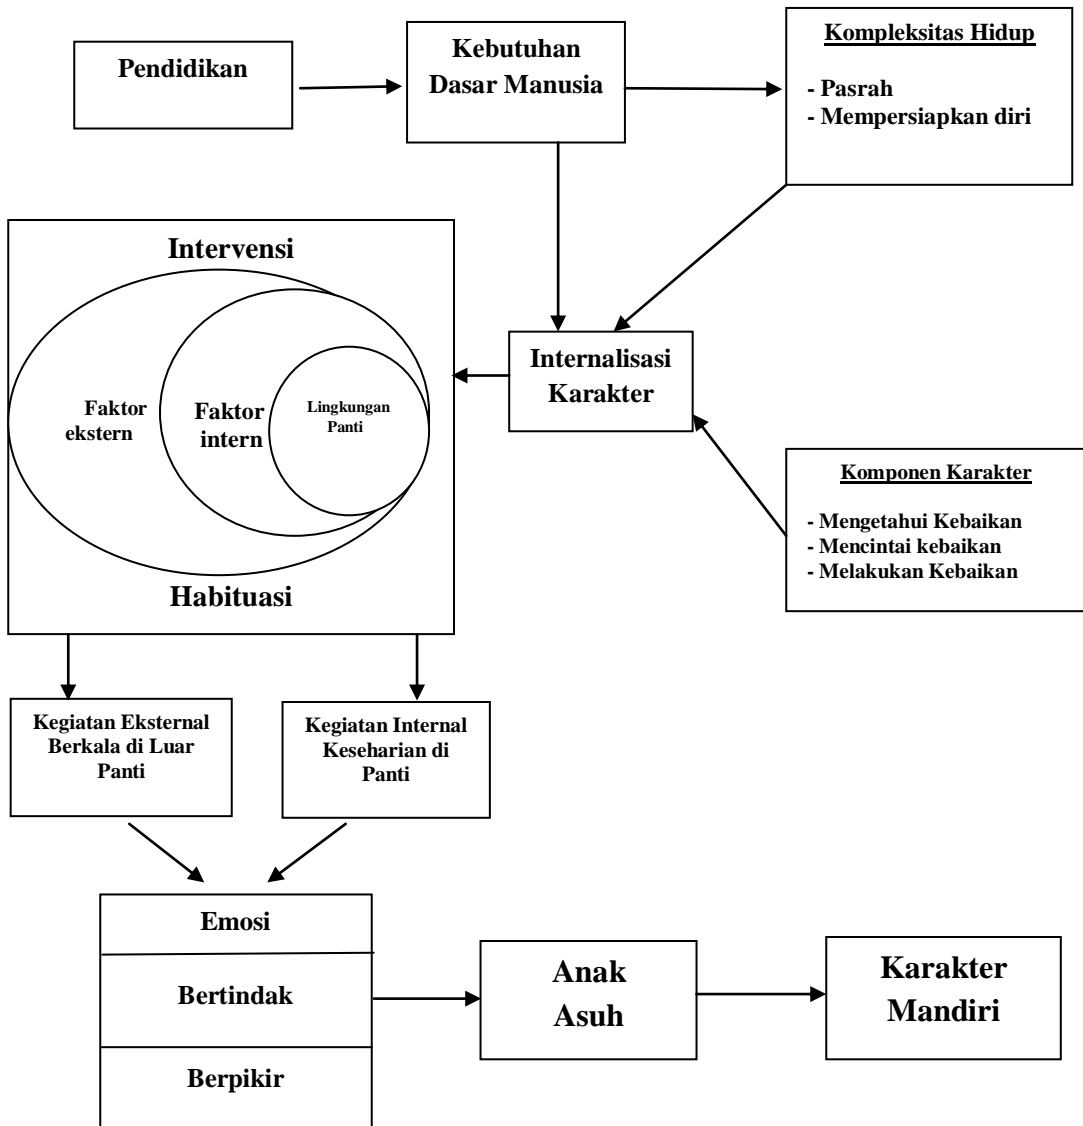 Pendidikan
Kebutuhan
Dasar Manusia
Kompleksitas Hidup
- Pasrah
- Mempersiapkan diri
Intervensi
Faktor
ekstern
Faktor
intern
Lingkungan
Panti
Habituasi
Internalisasi
Karakter
Komponen Karakter
- Mengetahui Kebaikan
- Mencintai kebaikan
- Melakukan Kebaikan
Kegiatan Eksternal
Berkala di Luar
Panti
Kegiatan Internal
Keseharian di
Panti
Emosi
Bertindak
Berpikir
Anak
Asuh
Karakter
Mandiri